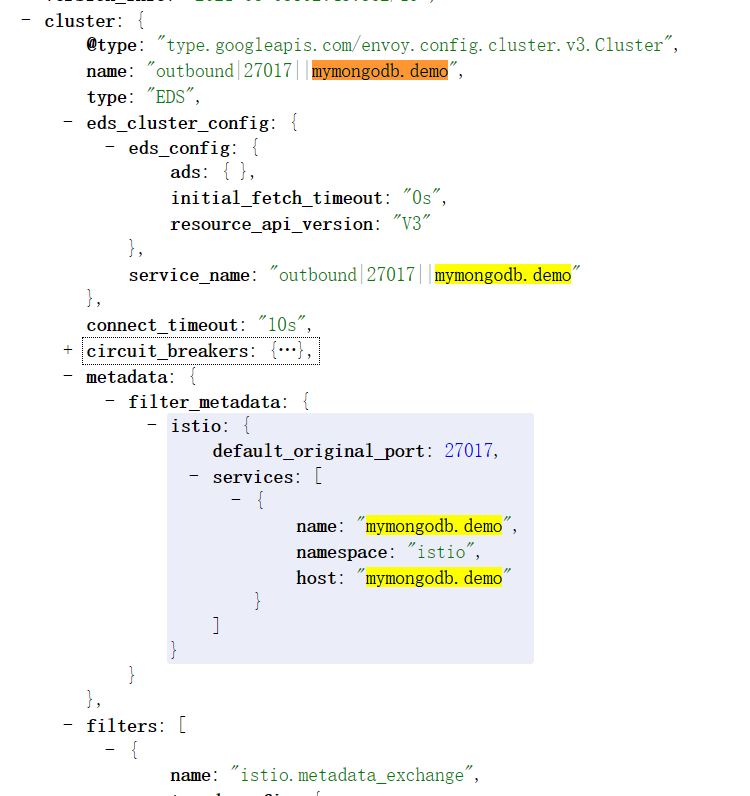 - cluster: {
@type: "type.googleapis.com/envoy.config.cluster.v3.Cluster",
name: "outbound|27017||mymongodb.demo",
type: "EDS",
- eds_cluster_config: {
- eds_config: {
ads: { },
initial_fetch_timeout: "0s",
resource_api_version: "V3"
},
service_name: "outbound|27017||mymongodb.demo"
},
connect_timeout: "10s",
+ circuit_breakers: {…},
- metadata: {
- filter_metadata: {
- istio: {
default_original_port: 27017,
- services: [
- {
name: "mymongodb.demo",
namespace: "istio",
host: "mymongodb.demo"
}
]
}
}
},
- filters: [
- {
name: "istio.metadata_exchange",